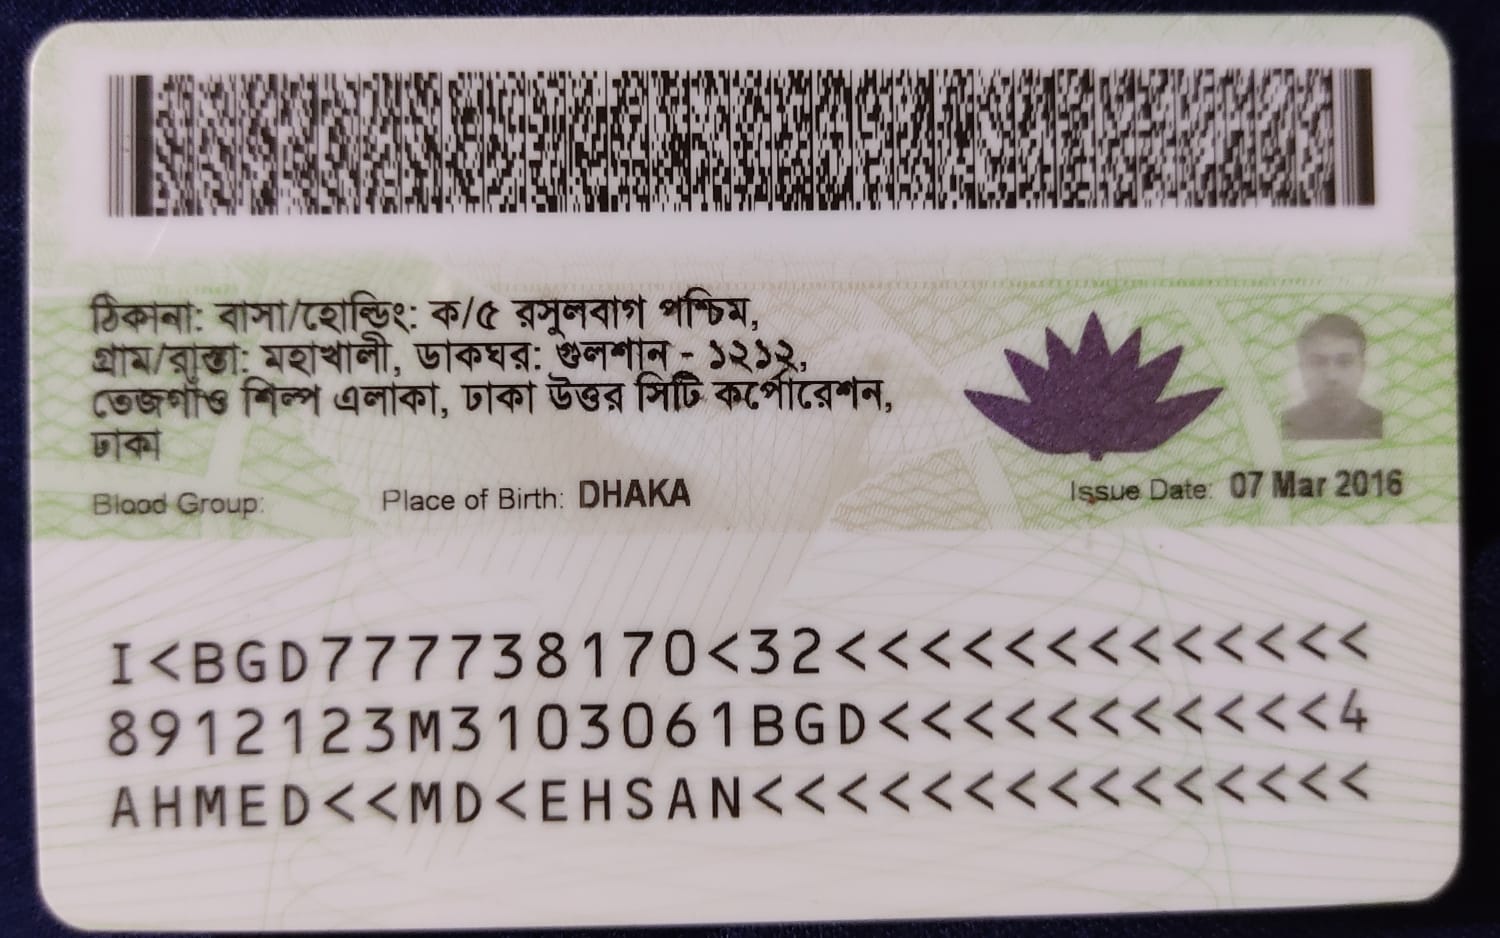 ঠিকানা: বাসা/হোল্ডিং: ক/৫ রসুলবাগ পশ্চিম,
গ্রাম/রাস্তা: মহাখালী, ডাকঘর: গুলশান - ১২১২,
তেজগাঁও শিল্প এলাকা, ঢাকা উত্তর সিটি কর্পোরেশন,
ঢাকা
Blood Group: Place of Birth: DHAKA Issue Date: 07 Mar 2016
I<BGD777738170<32<<<<<<<<<<<<<
8912123M3103061BGD<<<<<<<<<<<4
AHMED<<MD<EHSAN<<<<<<<<<<<<<<<